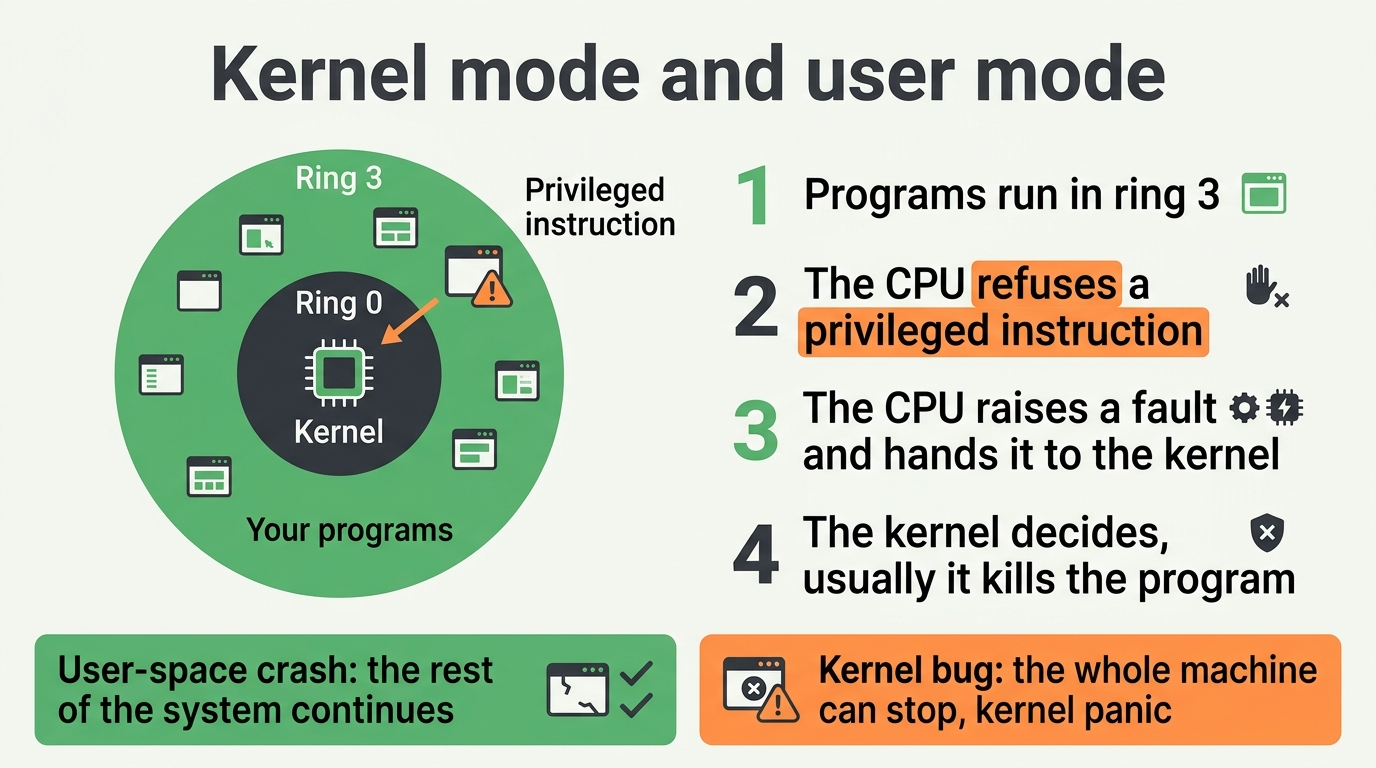 Kernel mode and user mode
Ring 3
Privileged
instruction
Ring 0
Kernel
Your programs
1 Programs run in ring 3
2 The CPU refuses a
privileged instruction
3 The CPU raises a fault
and hands it to the kernel
4 The kernel decides,
usually it kills the program
User-space crash: the rest
of the system continues
Kernel bug: the whole machine
can stop, kernel panic